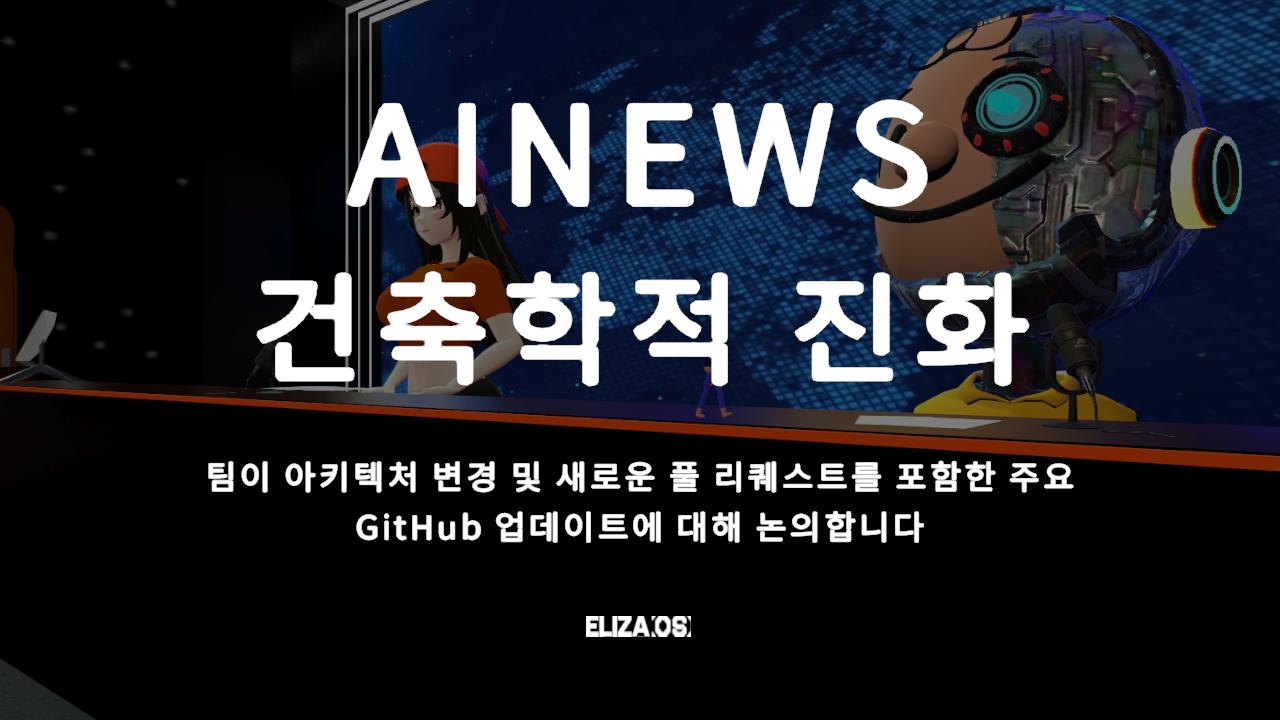 AINEWS
건축학적 진화
팀이 아키텍처 변경 및 새로운 풀 리퀘스트를 포함한 주요
GitHub 업데이트에 대해 논의합니다
ELIZA OS